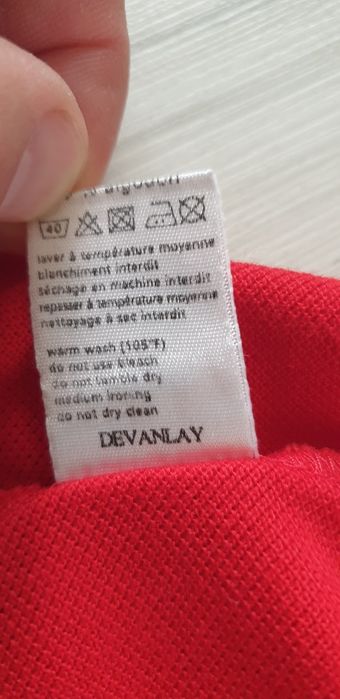 algodón
40
laver à température moyenne
blanchiment interdit
séchage en machine interdit
repasser à température moyenne
nettoyage à sec interdit
warm wash (105°F)
do not use bleach
do not tumble dry
medium ironing
do not dry clean
DEVANLAY